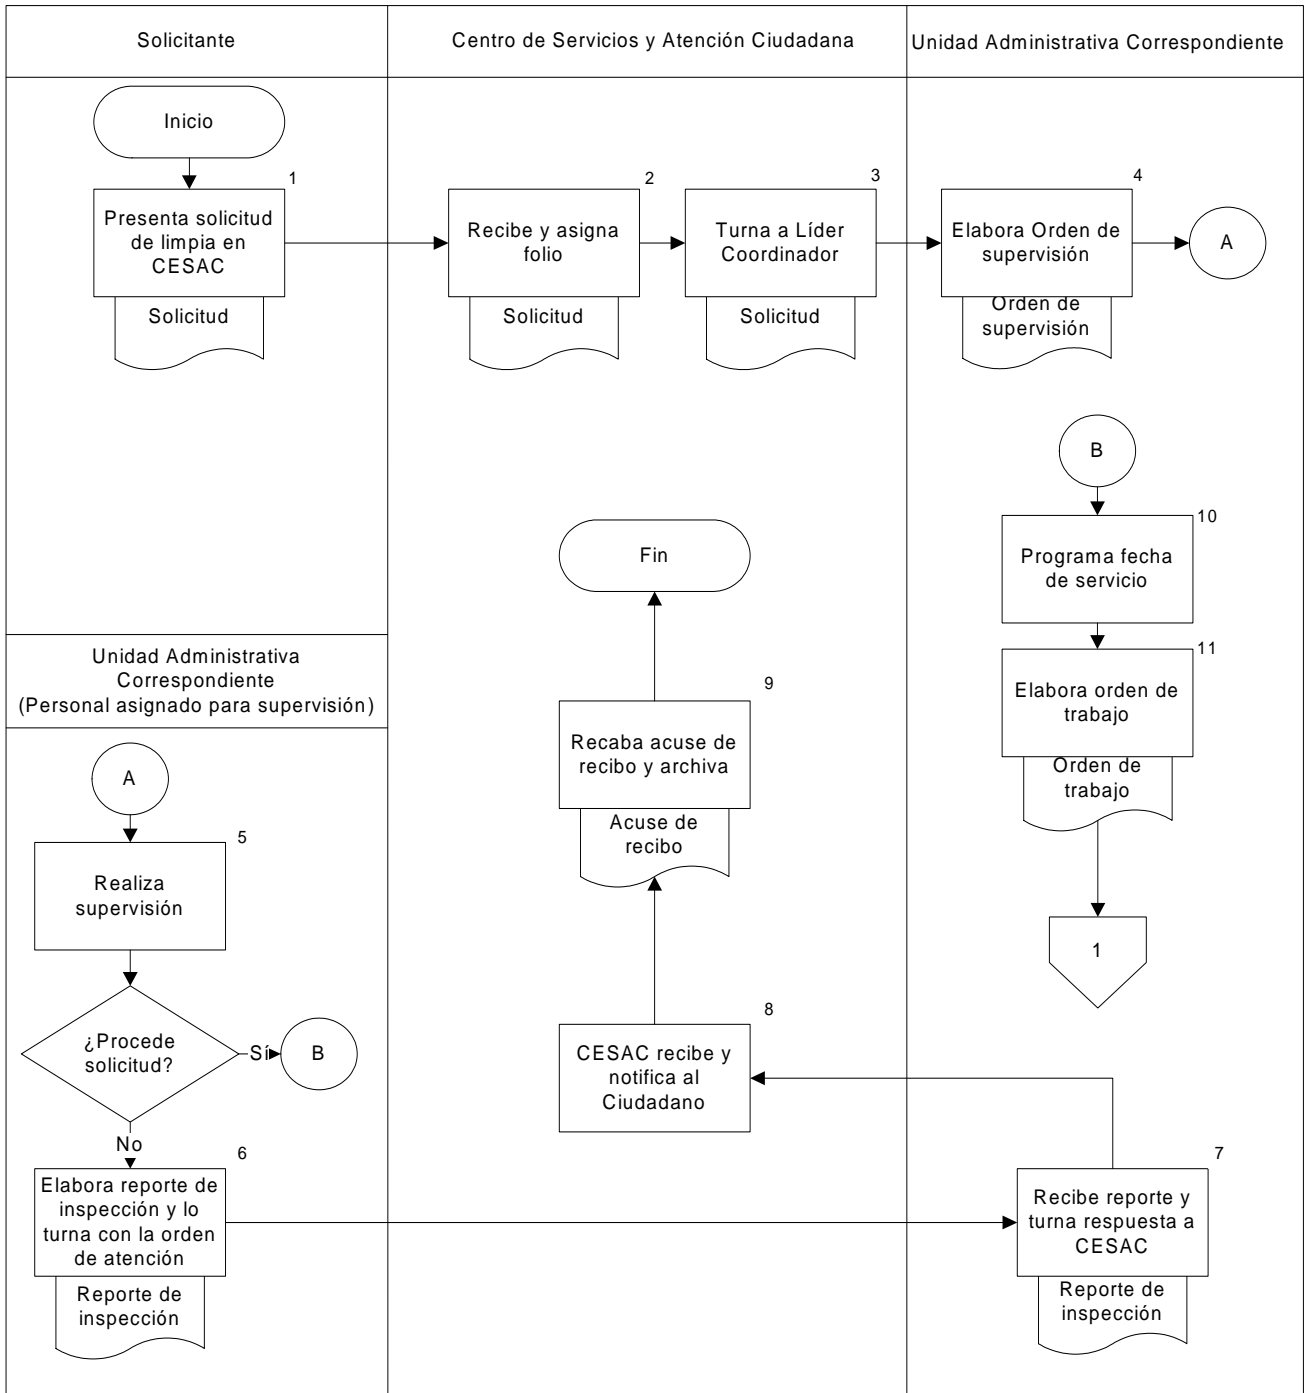 Solicitante
Centro de Servicios y Atención Ciudadana
Unidad Administrativa Correspondiente
Inicio
1
Presenta solicitud
de limpia en
CESAC
Solicitud
2
Recibe y asigna
folio
Solicitud
3
Turna a Líder
Coordinador
Solicitud
4
Elabora Orden de
supervisión
Orden de
supervisión
A
B
10
Programa fecha
de servicio
11
Elabora orden de
trabajo
Orden de
trabajo
1
Fin
9
Recaba acuse de
recibo y archiva
Acuse de
recibo
8
CESAC recibe y
notifica al
Ciudadano
Unidad Administrativa
Correspondiente
(Personal asignado para supervisión)
A
5
Realiza
supervisión
¿Procede
solicitud?
Sí
B
No
6
Elabora reporte de
inspección y lo
turna con la orden
de atención
Reporte de
inspección
7
Recibe reporte y
turna respuesta a
CESAC
Reporte de
inspección